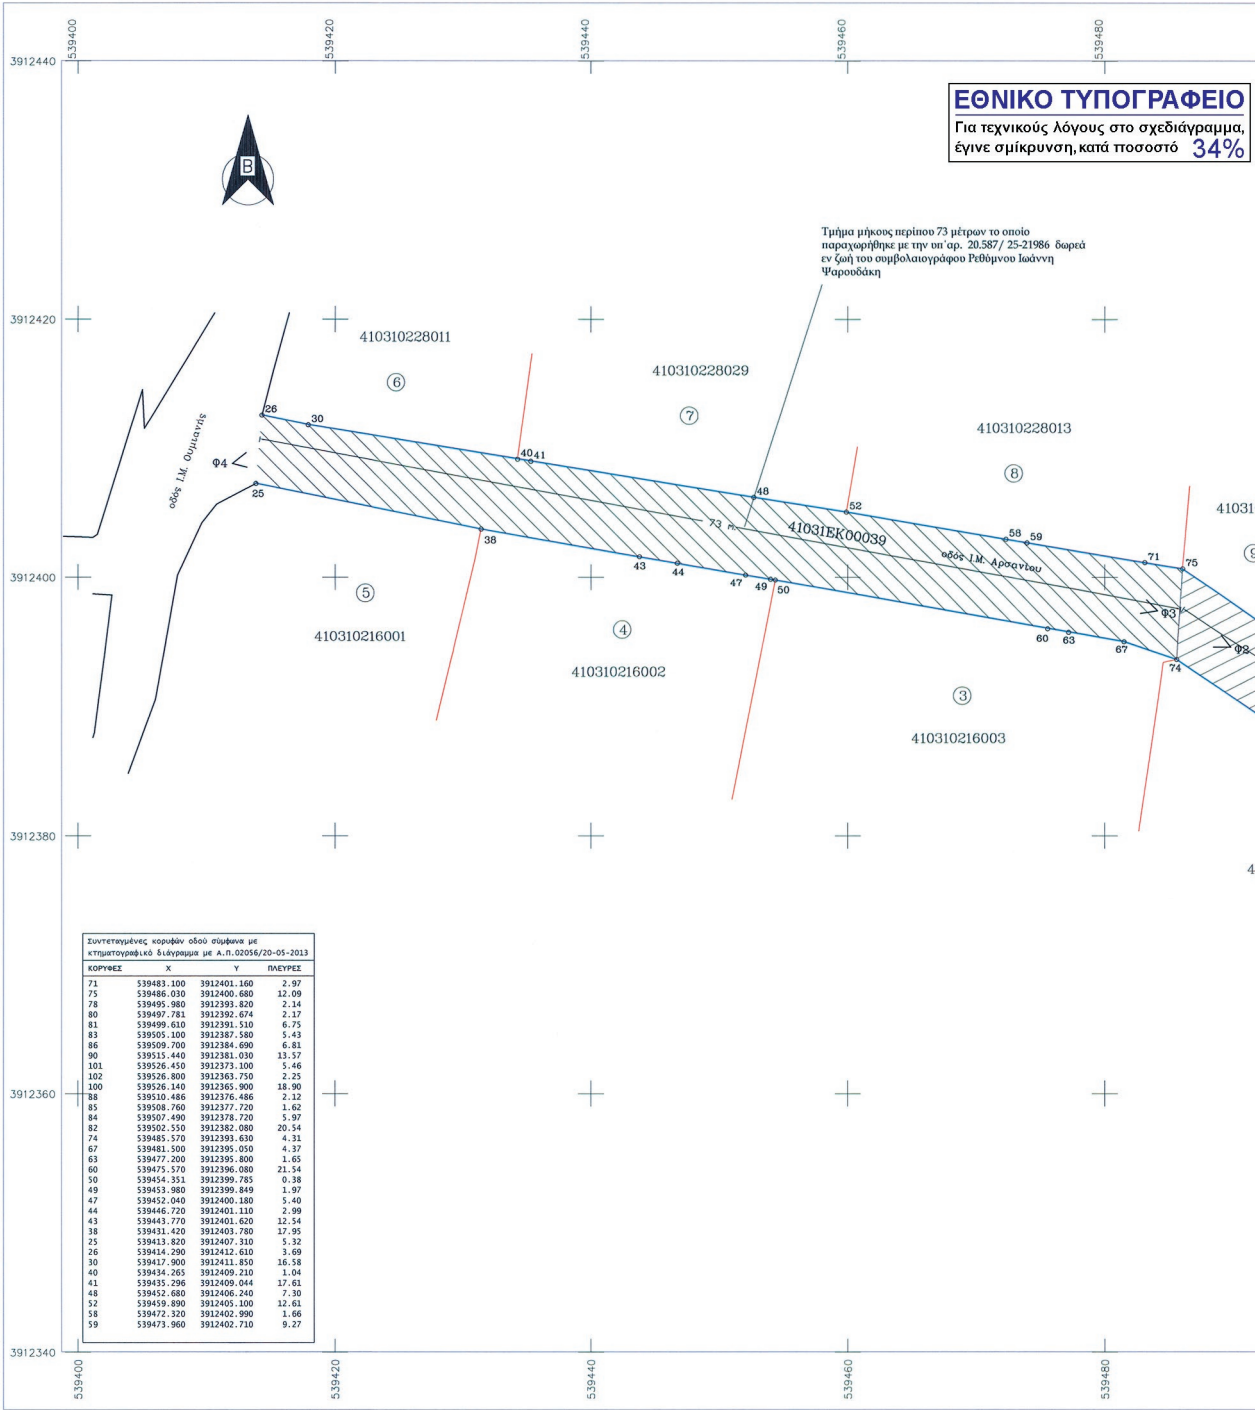 539400
539420
539440
539460
539480
3912440
ΕΘΝΙΚΟ ΤΥΠΟΓΡΑΦΕΙΟ
Για τεχνικούς λόγους στο σχεδιάγραμμα,
έγινε σμίκρυνση, κατά ποσοστό 34%
Β
Τμήμα μήκους περίπου 73 μέτρων το οποίο
παραχωρήθηκε με την υπ΄αρ. 20.587/ 25-21986 δωρεά
εν ζωή του συμβολαιογράφου Ρεθύμνου Ιωάννη
Ψαρουδάκη
3912420
410310228011
6
410310228029
7
410310228013
8
41031
9
26
30
40 41
48
52
58 59
71
75
οδός Ι.Μ. Ουμιανής
Φ4
25
38
73 m.
41031ΕΚ00039
οδός Ι.Μ. Αρσανίου
Φ3
Φ2
3912400
43
44
47
49
50
60
63
67
74
5
410310216001
4
410310216002
3
410310216003
3912380
4
Συντεταγμένες κορυφών οδού σύμφωνα με
κτηματογραφικό διάγραμμα με Α.Π.02056/20-05-2013
ΚΟΡΥΦΕΣ Χ Υ ΠΛΕΥΡΕΣ
71 539483.100 3912401.160 2.97
75 539486.030 3912400.680 12.09
78 539495.980 3912393.820 2.14
80 539497.781 3912392.674 2.17
81 539499.610 3912391.510 6.75
83 539505.100 3912387.580 5.43
86 539509.700 3912384.690 6.81
90 539515.440 3912381.030 13.57
101 539526.450 3912373.100 5.46
102 539526.800 3912363.750 2.25
100 539526.140 3912365.900 18.90
88 539510.486 3912376.486 2.12
85 539508.760 3912377.720 1.62
84 539507.490 3912378.720 5.97
82 539502.550 3912382.080 20.54
74 539485.570 3912393.630 4.31
67 539481.500 3912395.050 4.37
63 539477.200 3912395.800 1.65
60 539475.570 3912396.080 21.54
50 539454.351 3912399.785 0.38
49 539453.980 3912399.849 1.97
47 539452.040 3912400.180 5.40
44 539446.720 3912401.110 2.99
43 539443.770 3912401.620 12.54
38 539431.420 3912403.780 17.95
25 539413.820 3912407.310 5.32
26 539414.290 3912412.610 3.69
30 539417.900 3912411.850 16.58
40 539434.265 3912409.210 1.04
41 539435.296 3912409.044 17.61
48 539452.680 3912406.240 7.30
52 539459.890 3912405.100 12.61
58 539472.320 3912402.990 1.66
59 539473.960 3912402.710 9.27
3912360
3912340
539400
539420
539440
539460
539480